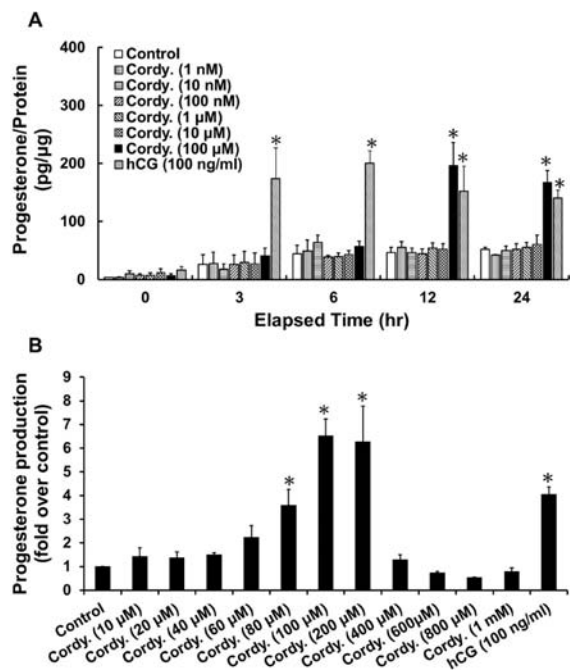 A
Progesterone/Protein
(pg/µg)
400
300
200
100
0
Control
Cordy. (1 nM)
Cordy. (10 nM)
Cordy. (100 nM)
Cordy. (1 µM)
Cordy. (10 µM)
Cordy. (100 µM)
hCG (100 ng/ml)
* * * * * *
0 3 6 12 24
Elapsed Time (hr)
B
Progesterone production
(fold over control)
9
8
7
6
5
4
3
2
1
0
* * * *
Control
Cordy. (10 µM)
Cordy. (20 µM)
Cordy. (40 µM)
Cordy. (60 µM)
Cordy. (80 µM)
Cordy. (100 µM)
Cordy. (200 µM)
Cordy. (400 µM)
Cordy. (600µM)
Cordy. (800 µM)
Cordy. (1 mM)
hCG (100 ng/ml)